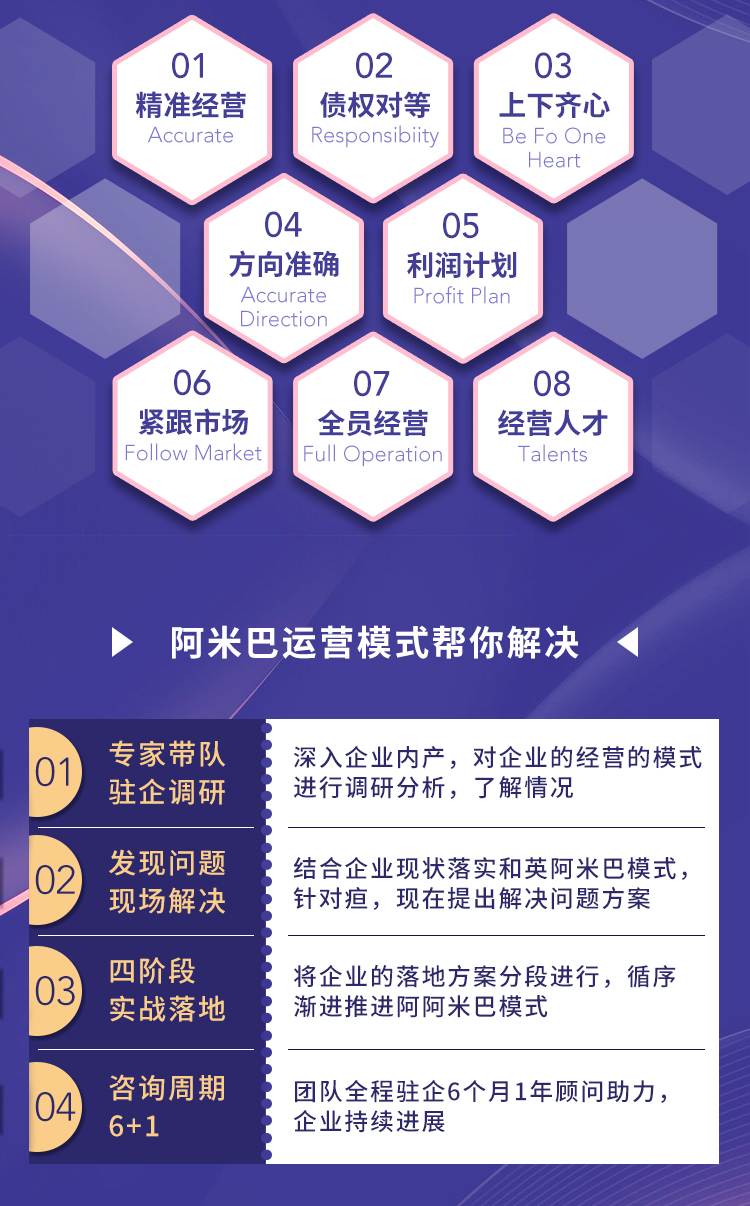 01
精准经营
Accurate
02
债权对等
Responsibiity
03
上下齐心
Be Fo One
Heart
04
方向准确
Accurate
Direction
05
利润计划
Profit Plan
06
紧跟市场
Follow Market
07
全员经营
Full Operation
08
经营人才
Talents
阿米巴运营模式帮你解决
01
专家带队
驻企调研
深入企业内产，对企业的经营的模式
进行调研分析，了解情况
02
发现问题
现场解决
结合企业现状落实和英阿米巴模式，
针对疸，现在提出解决问题方案
03
四阶段
实战落地
将企业的落地方案分段进行，循序
渐进推进阿阿米巴模式
04
咨询周期
6+1
团队全程驻企6个月1年顾问助力，
企业持续进展